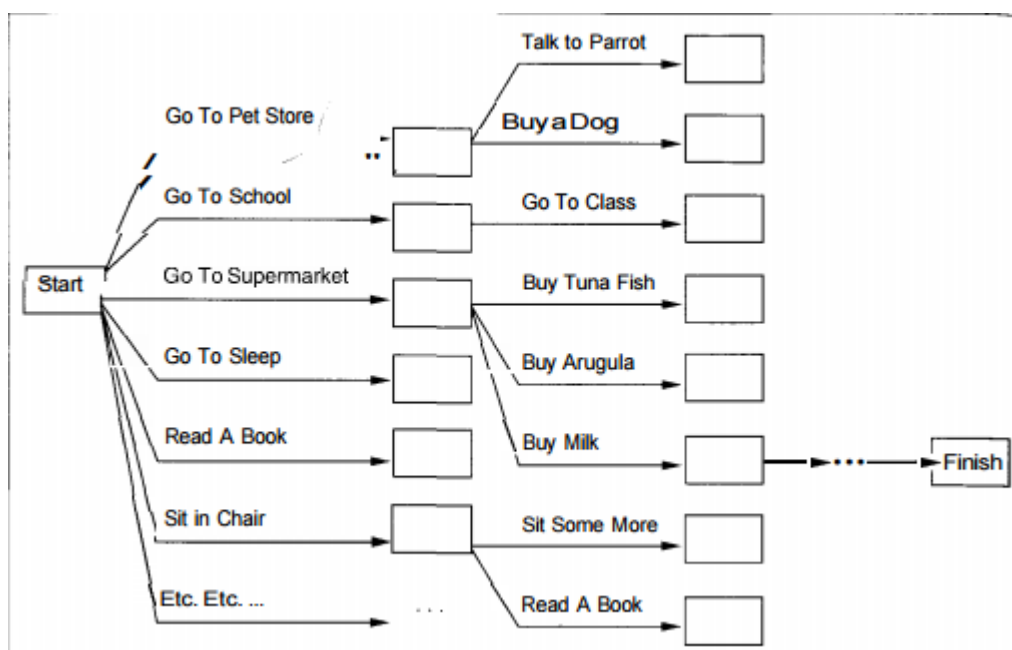 Talk to Parrot
Go To Pet Store
Buy a Dog
Go To School
Go To Class
Start
Go To Supermarket
Buy Tuna Fish
Go To Sleep
Buy Arugula
Read A Book
Buy Milk
...
Finish
Sit in Chair
Sit Some More
Etc. Etc. ...
...
Read A Book